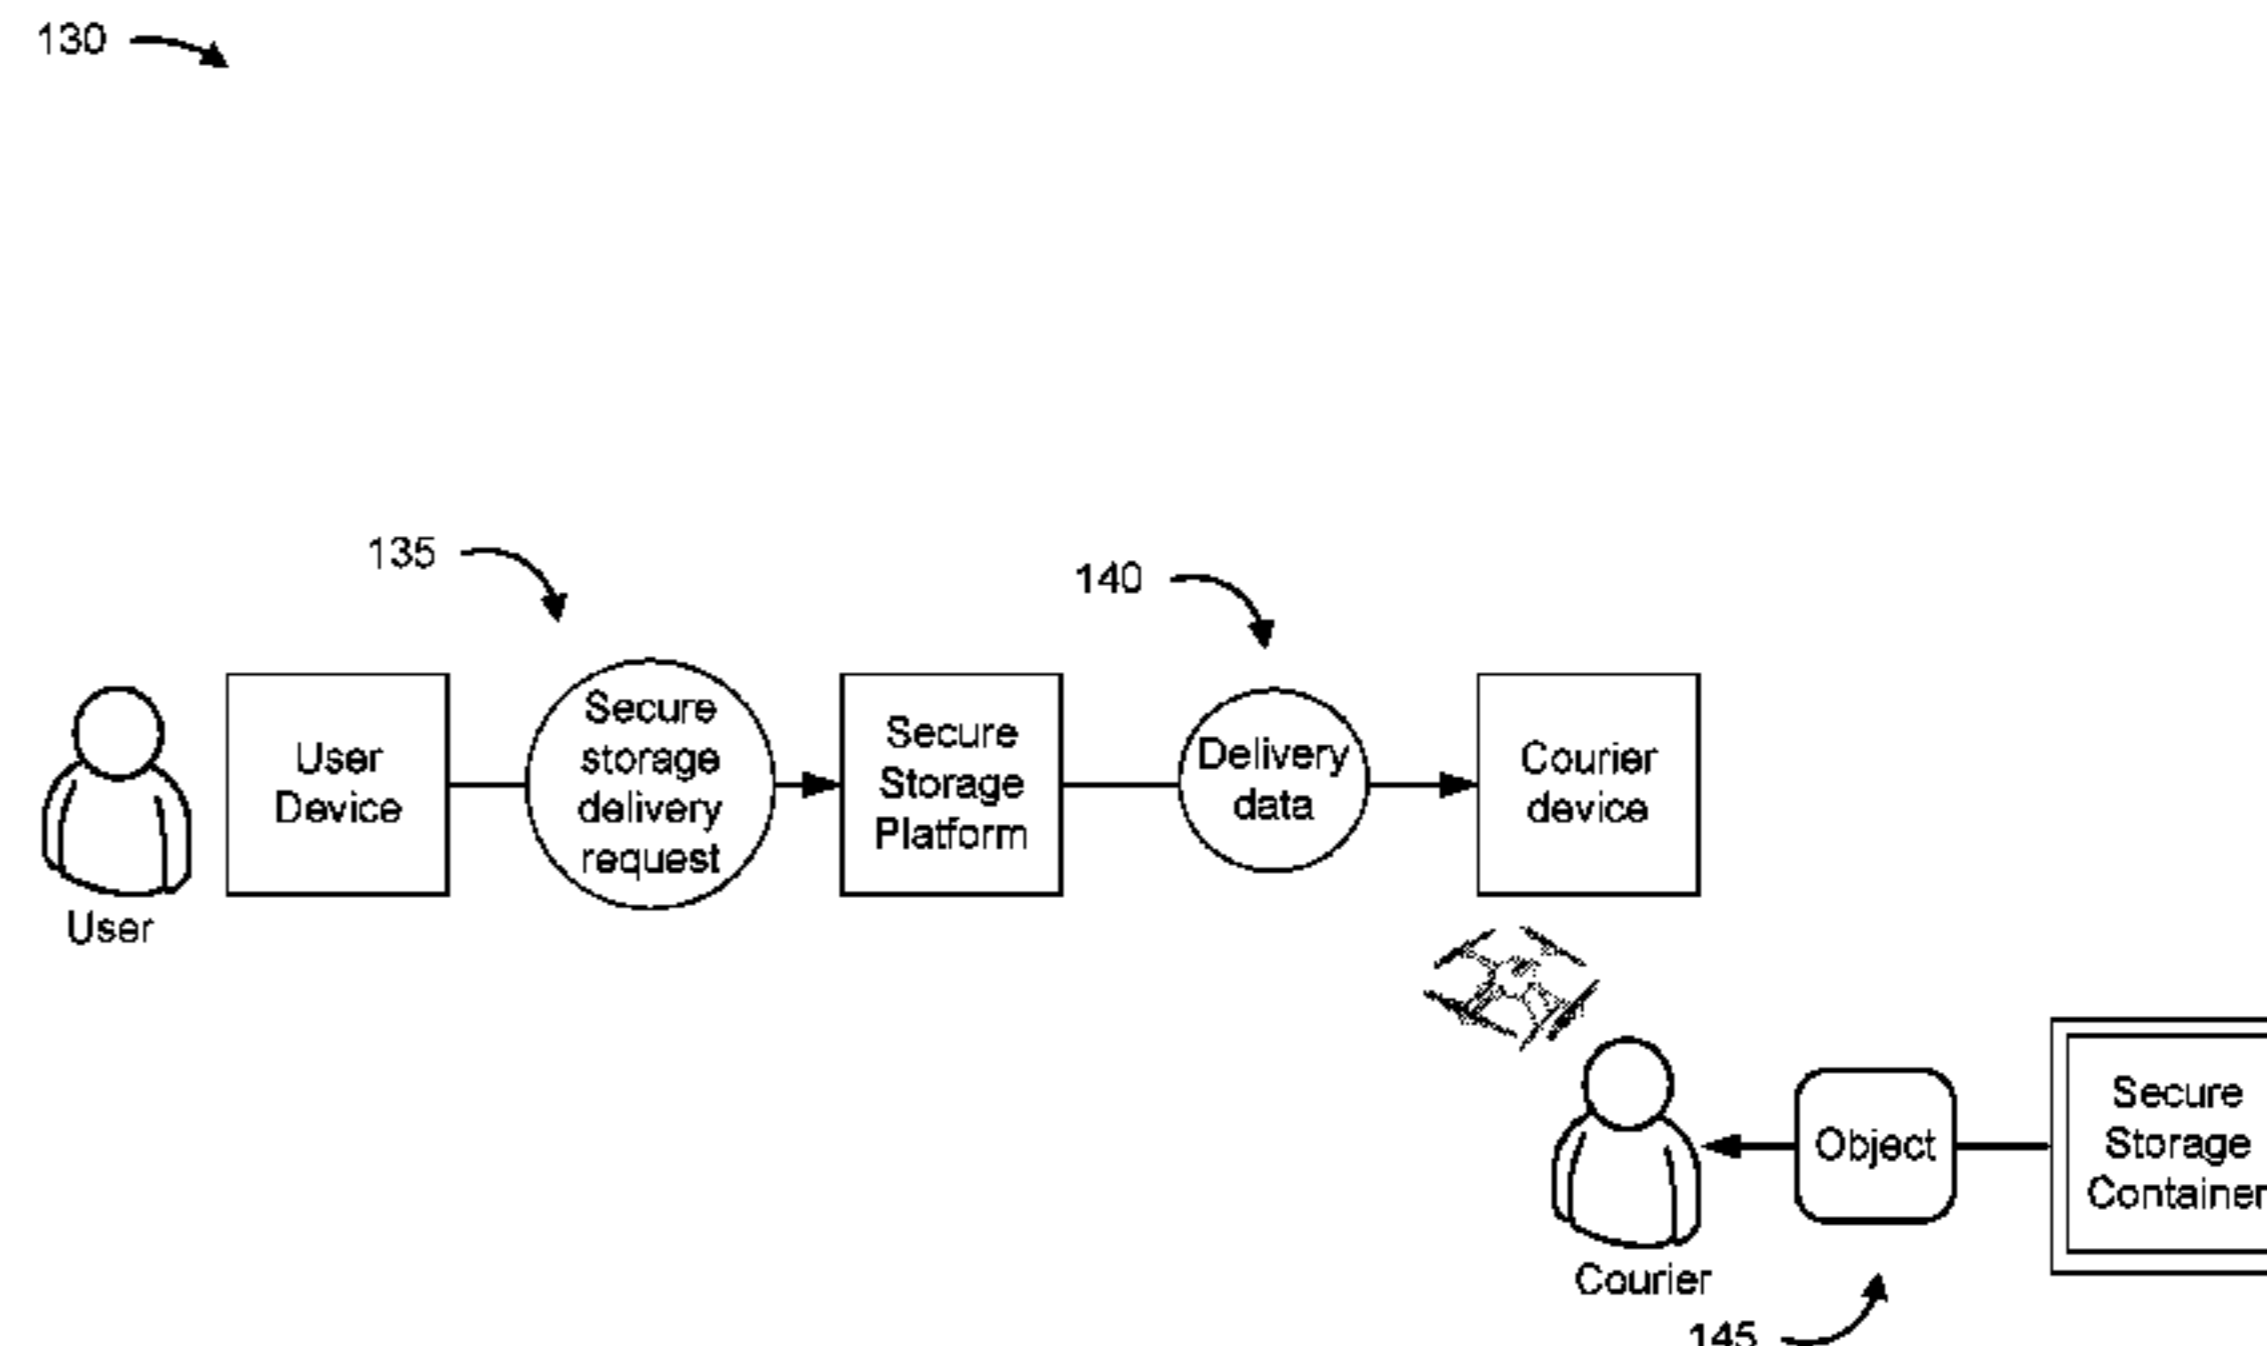 130
135
140
Secure
storage
delivery
request
User
Device
Secure
Storage
Platform
Delivery
data
Courier
device
User
Object
Secure
Storage
Container
Courier
145